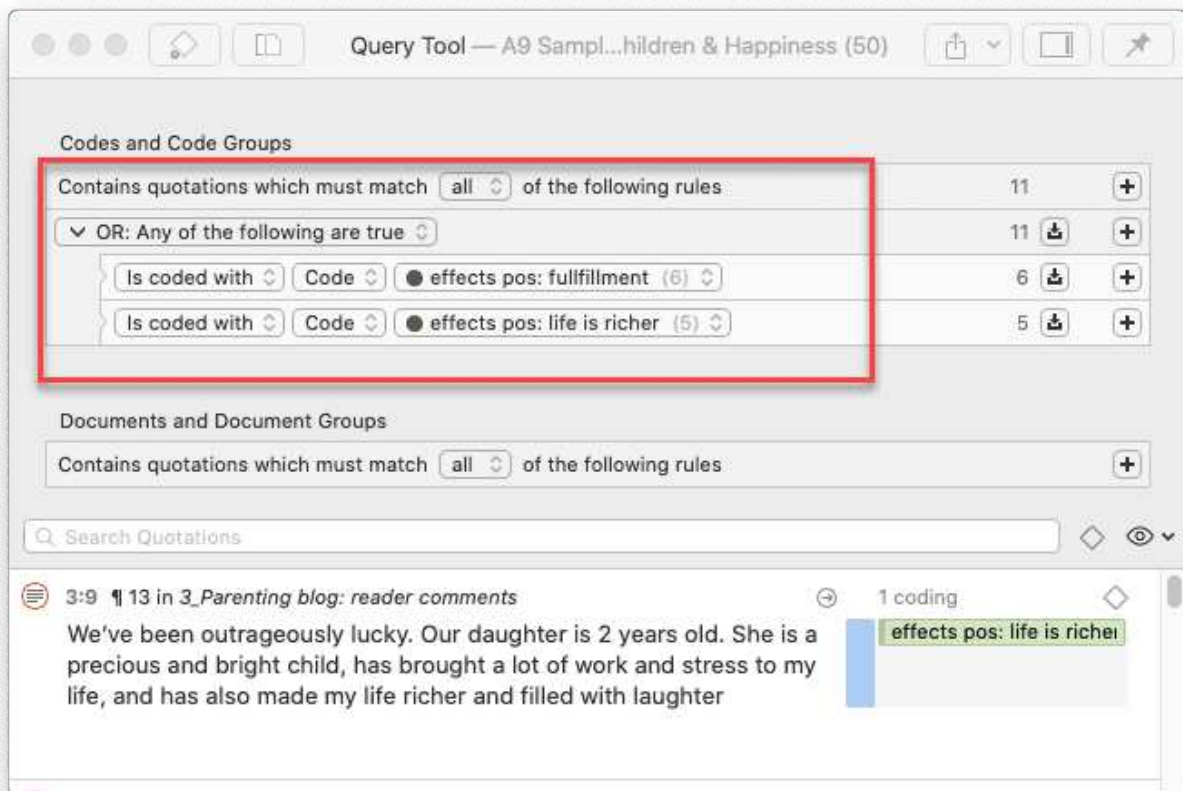 Query Tool — A9 Sampl...hildren & Happiness (50)
Codes and Code Groups
Contains quotations which must match all of the following rules 11
OR: Any of the following are true 11
Is coded with Code effects pos: fullfillment (6) 6
Is coded with Code effects pos: life is richer (5) 5
Documents and Document Groups
Contains quotations which must match all of the following rules
Search Quotations
3:9 ¶ 13 in 3_Parenting blog: reader comments 1 coding
We've been outrageously lucky. Our daughter is 2 years old. She is a effects pos: life is richer
precious and bright child, has brought a lot of work and stress to my
life, and has also made my life richer and filled with laughter